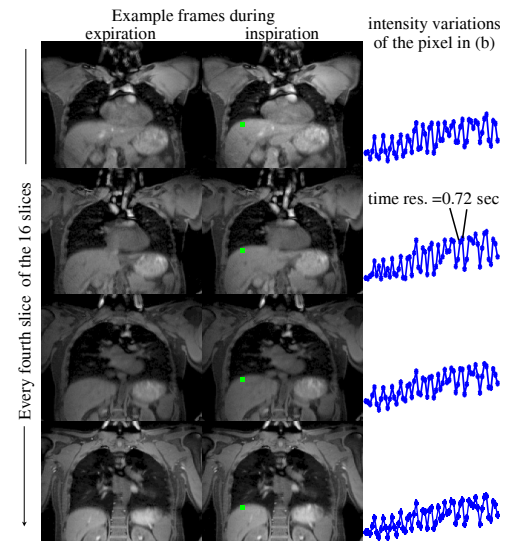 Example frames during
expiration
inspiration
intensity variations
of the pixel in (b)
Every fourth slice of the 16 slices
time res. =0.72 sec